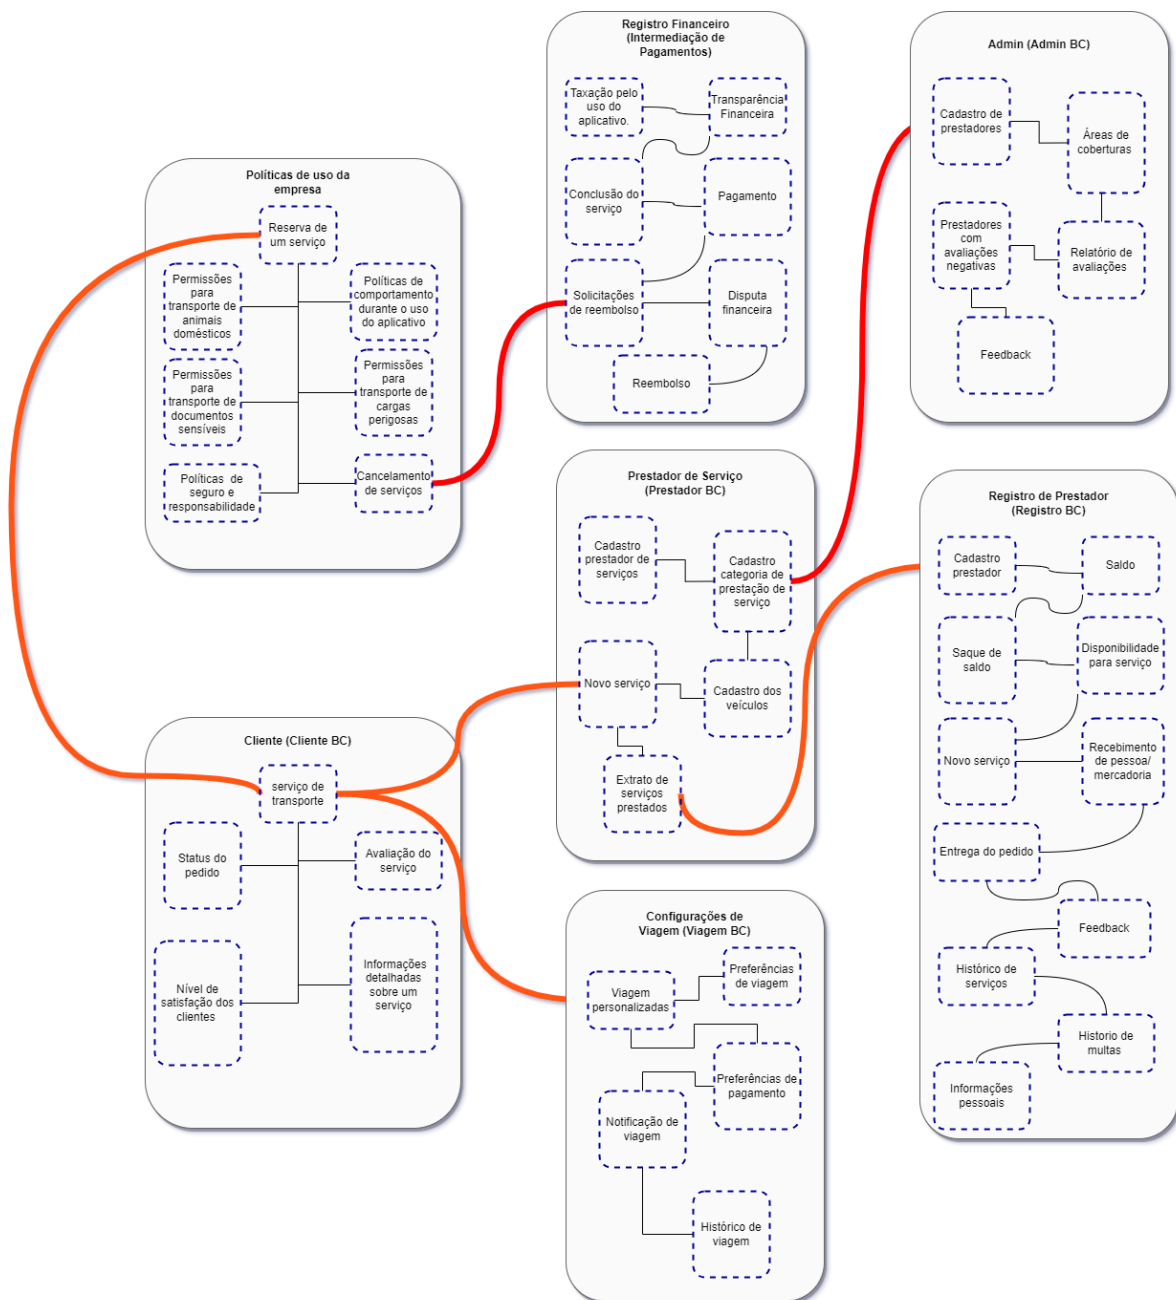 Registro Financeiro
(Intermediação de
Pagamentos)
Taxação pelo
uso do
aplicativo.
Transparência
Financeira
Conclusão do
serviço
Pagamento
Solicitações
de reembolso
Disputa
financeira
Reembolso
Admin (Admin BC)
Cadastro de
prestadores
Áreas de
coberturas
Prestadores
com
avaliações
negativas
Relatório de
avaliações
Feedback
Políticas de uso da
empresa
Reserva de
um serviço
Permissões
para
transporte de
animais
domésticos
Políticas de
comportamento
durante o uso
do aplicativo
Permissões
para
transporte de
documentos
sensíveis
Permissões
para
transporte de
cargas
perigosas
Políticas de
seguro e
responsabilidade
Cancelamento
de serviços
Prestador de Serviço
(Prestador BC)
Cadastro
prestador de
serviços
Cadastro
categoria de
prestação de
serviço
Novo serviço
Cadastro dos
veículos
Extrato de
serviços
prestados
Registro de Prestador
(Registro BC)
Cadastro
prestador
Saldo
Saque de
saldo
Disponibilidade
para serviço
Novo serviço
Recebimento
de pessoa/
mercadoria
Entrega do pedido
Feedback
Histórico de
serviços
Historio de
multas
Informações
pessoais
Cliente (Cliente BC)
serviço de
transporte
Status do
pedido
Avaliação do
serviço
Nível de
satisfação dos
clientes
Informações
detalhadas
sobre um
serviço
Configurações de
Viagem (Viagem BC)
Viagem
personalizadas
Preferências
de viagem
Preferências de
pagamento
Notificação de
viagem
Histórico de
viagem